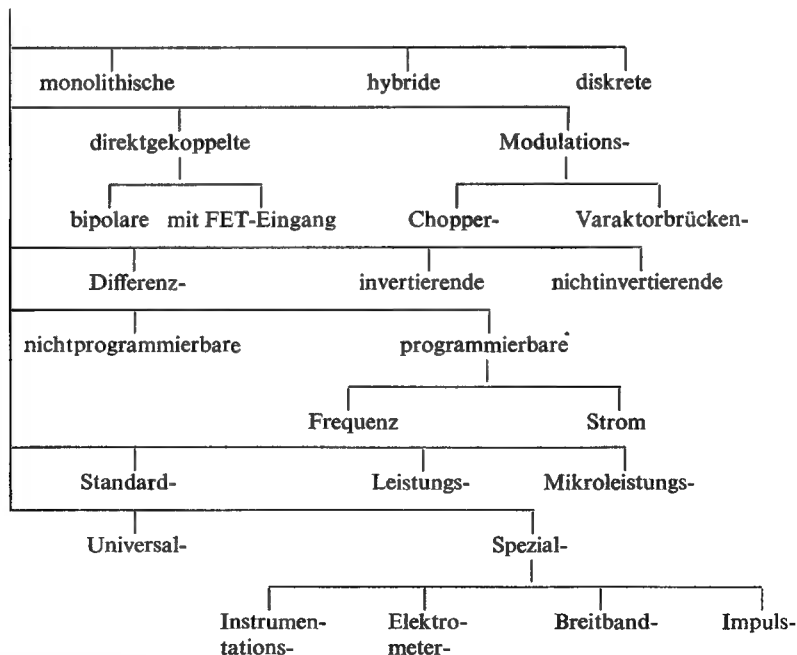 monolithische hybride diskrete
direktgekoppelte Modulations-
bipolare mit FET-Eingang Chopper- Varaktorbrücken-
Differenz- invertierende nichtinvertierende
nichtprogrammierbare programmierbare
Frequenz Strom
Standard- Leistungs- Mikroleistungs-
Universal- Spezial-
Instrumen- Elektro- Breitband- Impuls-
tations- meter-